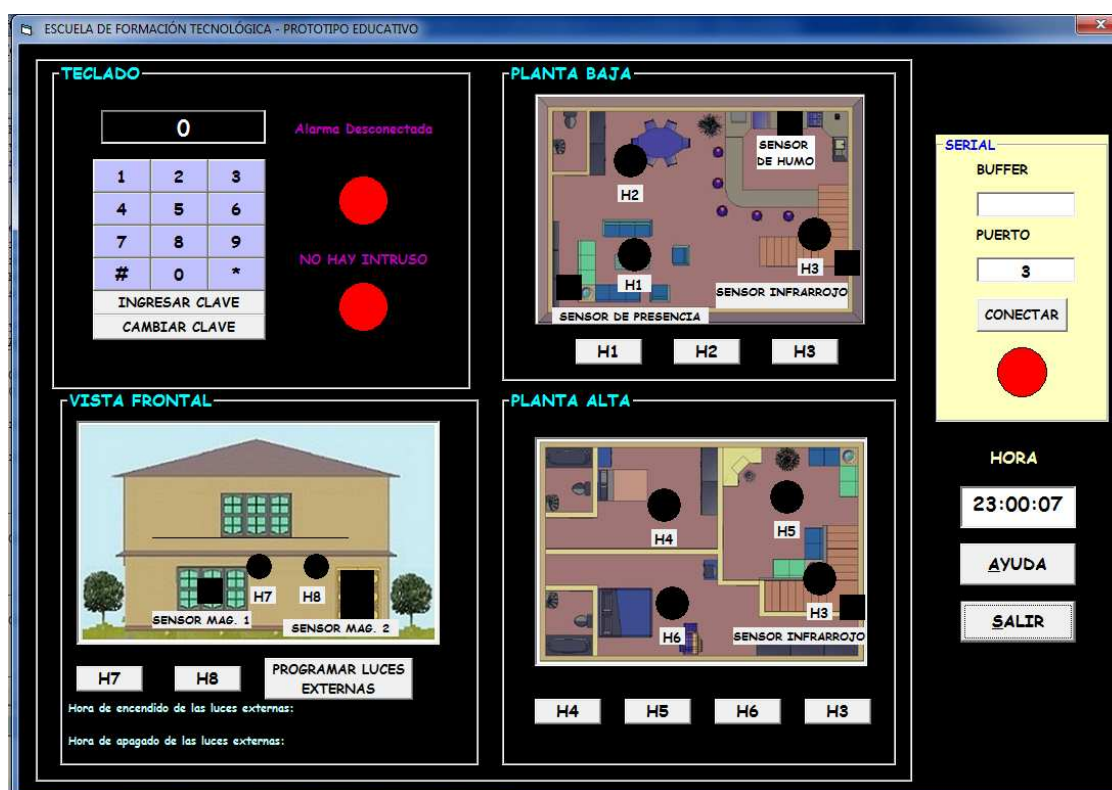 ESCUELA DE FORMACIÓN TECNOLÓGICA - PROTOTIPO EDUCATIVO
TECLADO
0
Alarma Desconectada
1 2 3
4 5 6
7 8 9
# 0 *
INGRESAR CLAVE
CAMBIAR CLAVE
NO HAY INTRUSO
PLANTA BAJA
SENSOR
DE HUMO
H2
H1
H3
SENSOR INFRARROJO
SENSOR DE PRESENCIA
H1 H2 H3
SERIAL
BUFFER
PUERTO
3
CONECTAR
VISTA FRONTAL
H7 H8
SENSOR MAG. 1
SENSOR MAG. 2
H7 H8
PROGRAMAR LUCES
EXTERNAS
Hora de encendido de las luces externas:
Hora de apagado de las luces externas:
PLANTA ALTA
H4
H5
H3
H6
SENSOR INFRARROJO
H4 H5 H6 H3
HORA
23:00:07
AYUDA
SALIR